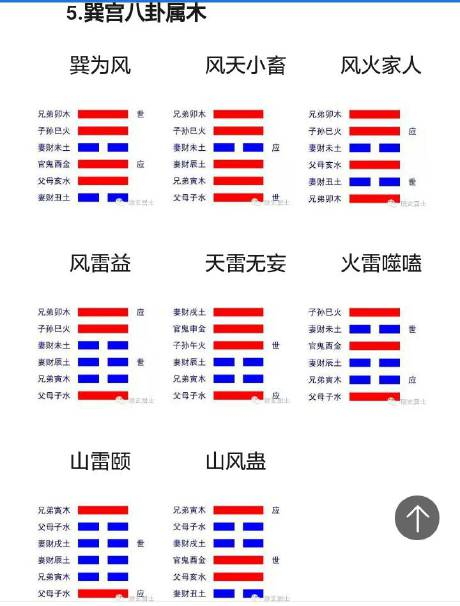 5.巽宫八卦属木
巽为风
风天小畜
风火家人
兄弟卯木 世
子孙巳火
妻财未土
官鬼酉金 应
父母亥水
妻财丑土
兄弟卯木
子孙巳火
妻财未土 应
妻财辰土
兄弟寅木
父母子水 世
兄弟卯木
子孙巳火 应
妻财未土
父母亥水
妻财丑土 世
兄弟卯木
风雷益
天雷无妄
火雷噬嗑
兄弟卯木 应
子孙巳火
妻财未土
妻财辰土 世
兄弟寅木
父母子水
妻财戌土
官鬼申金
子孙午火 世
妻财辰土
兄弟寅木
父母子水 应
子孙巳火
妻财未土 世
官鬼酉金
妻财辰土
兄弟寅木 应
父母子水
山雷颐
山风蛊
兄弟寅木
父母子水
妻财戌土 世
妻财辰土
兄弟寅木
父母子水 应
兄弟寅木 应
父母子水
妻财戌土
官鬼酉金 世
父母亥水
妻财丑土